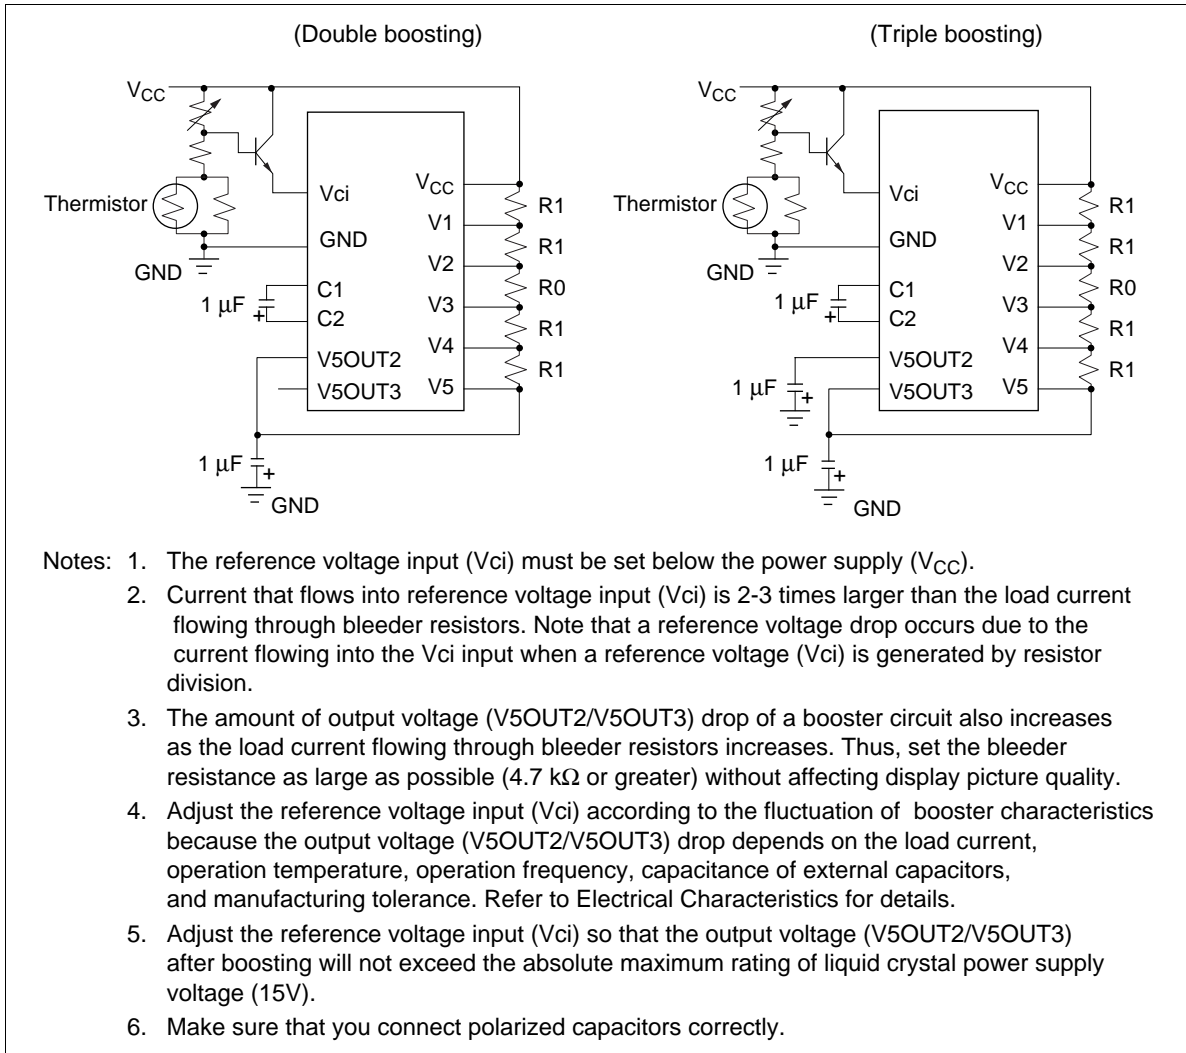 (Double boosting)
VCC
Thermistor
GND
1 µF
+
Vci
GND
C1
C2
V5OUT2
V5OUT3
VCC
V1
V2
V3
V4
V5
R1
R1
R0
R1
R1
1 µF
+
GND
(Triple boosting)
VCC
Thermistor
GND
1 µF
+
Vci
GND
C1
C2
V5OUT2
V5OUT3
VCC
V1
V2
V3
V4
V5
R1
R1
R0
R1
R1
1 µF
+
1 µF
+
GND
Notes: 1. The reference voltage input (Vci) must be set below the power supply (VCC).
2. Current that flows into reference voltage input (Vci) is 2-3 times larger than the load current
flowing through bleeder resistors. Note that a reference voltage drop occurs due to the
current flowing into the Vci input when a reference voltage (Vci) is generated by resistor
division.
3. The amount of output voltage (V5OUT2/V5OUT3) drop of a booster circuit also increases
as the load current flowing through bleeder resistors increases. Thus, set the bleeder
resistance as large as possible (4.7 kΩ or greater) without affecting display picture quality.
4. Adjust the reference voltage input (Vci) according to the fluctuation of booster characteristics
because the output voltage (V5OUT2/V5OUT3) drop depends on the load current,
operation temperature, operation frequency, capacitance of external capacitors,
and manufacturing tolerance. Refer to Electrical Characteristics for details.
5. Adjust the reference voltage input (Vci) so that the output voltage (V5OUT2/V5OUT3)
after boosting will not exceed the absolute maximum rating of liquid crystal power supply
voltage (15V).
6. Make sure that you connect polarized capacitors correctly.